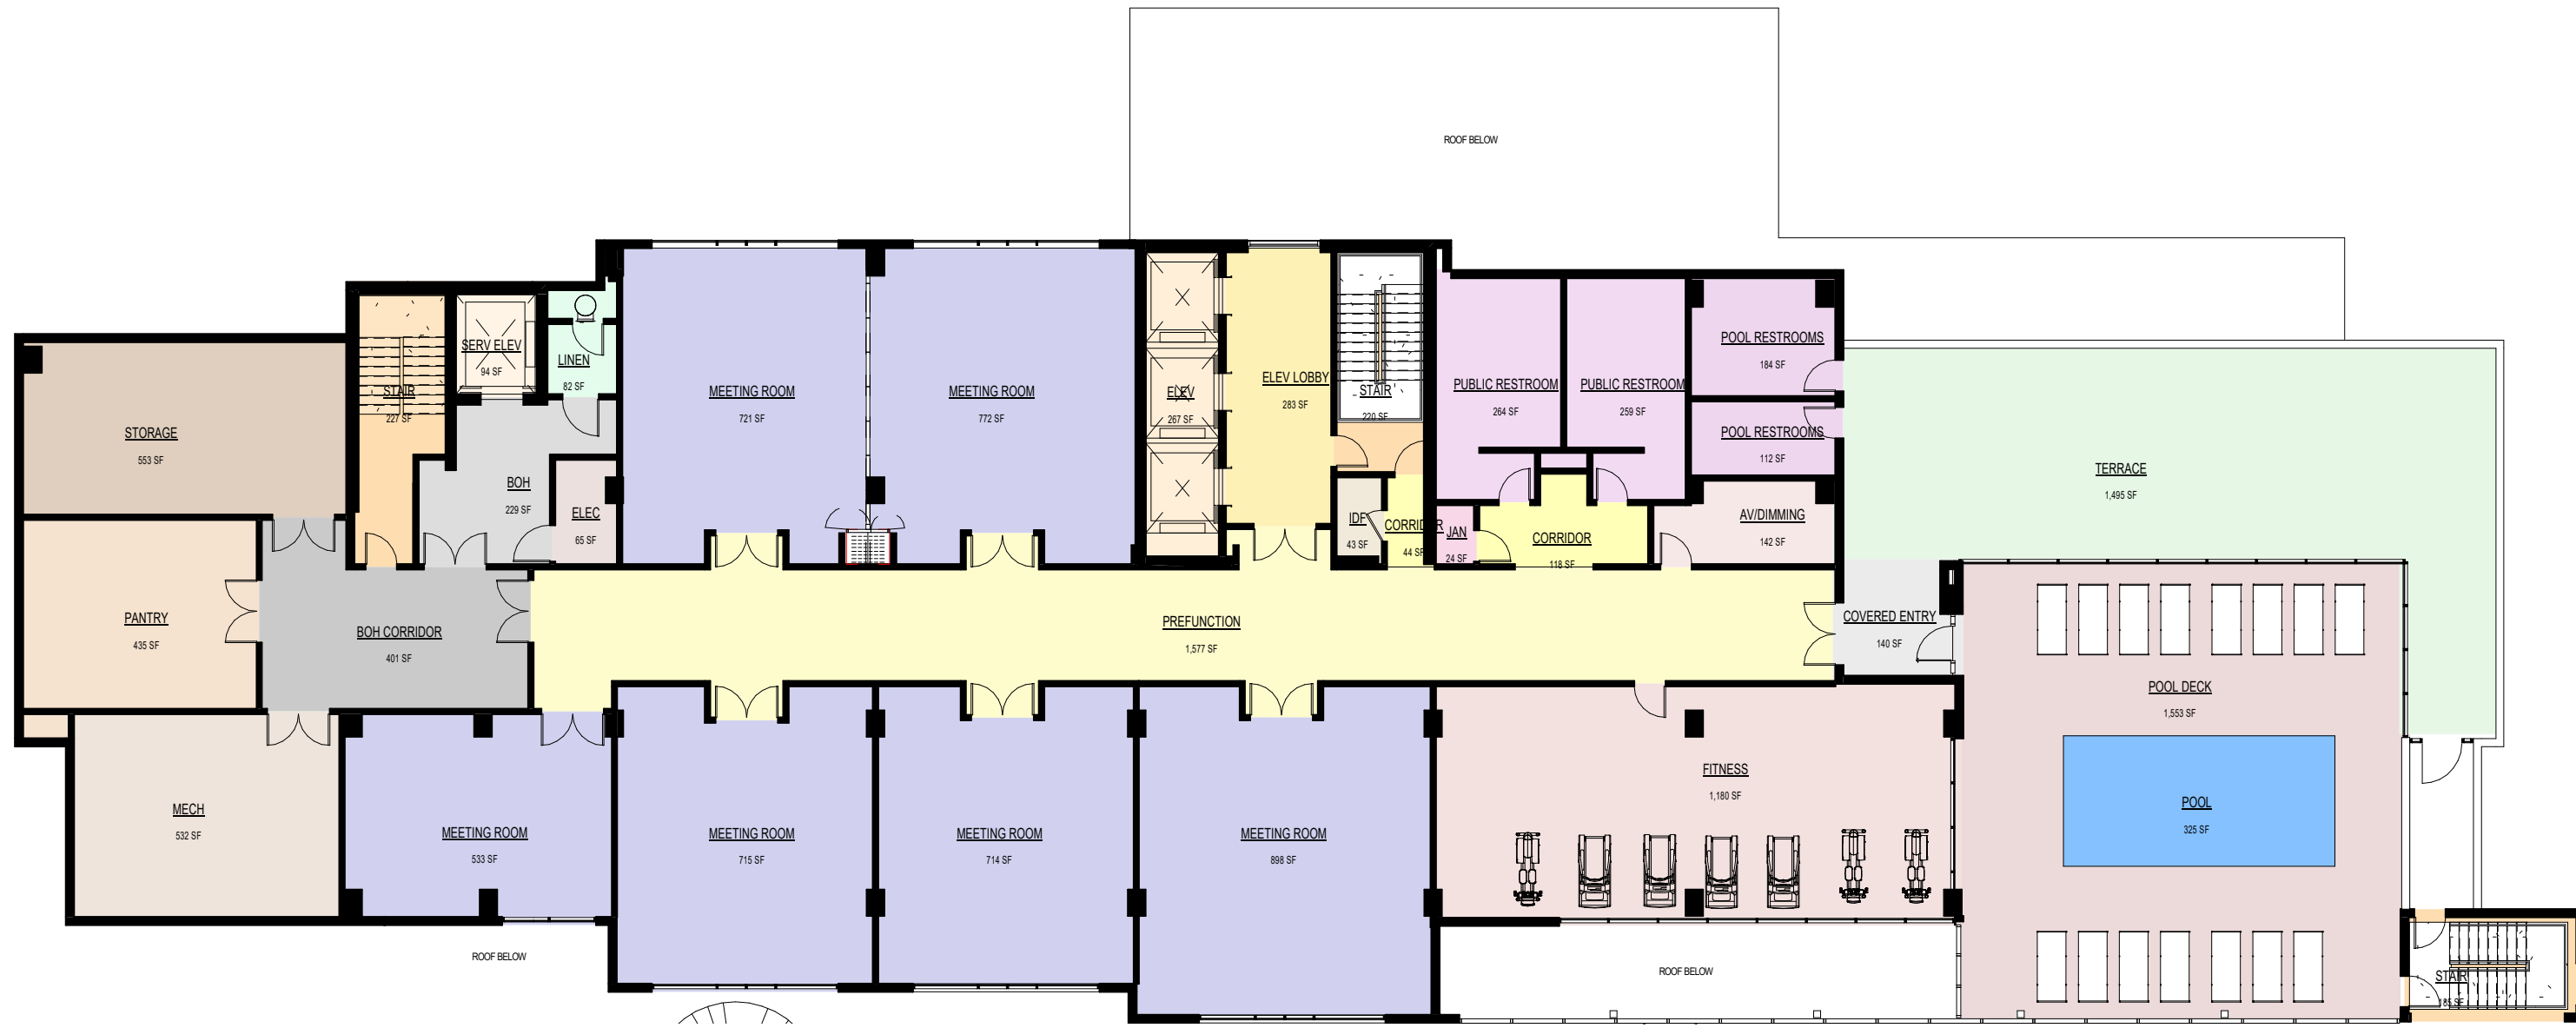 ROOF BELOW
SERV ELEV
94 SF
LINEN
82 SF
STAIR
227 SF
STORAGE
553 SF
BOH
229 SF
ELEC
65 SF
MEETING ROOM
721 SF
MEETING ROOM
772 SF
ELEV
267 SF
ELEV LOBBY
283 SF
STAIR
220 SF
PUBLIC RESTROOM
264 SF
PUBLIC RESTROOM
259 SF
POOL RESTROOMS
184 SF
POOL RESTROOMS
112 SF
TERRACE
1,495 SF
IDF
43 SF
CORRIDOR
44 SF
JAN
24 SF
CORRIDOR
118 SF
AV/DIMMING
142 SF
PANTRY
435 SF
BOH CORRIDOR
401 SF
PREFUNCTION
1,577 SF
COVERED ENTRY
140 SF
POOL DECK
1,553 SF
MECH
532 SF
MEETING ROOM
533 SF
MEETING ROOM
715 SF
MEETING ROOM
714 SF
MEETING ROOM
898 SF
FITNESS
1,180 SF
POOL
325 SF
ROOF BELOW
ROOF BELOW
STAIR
185 SF